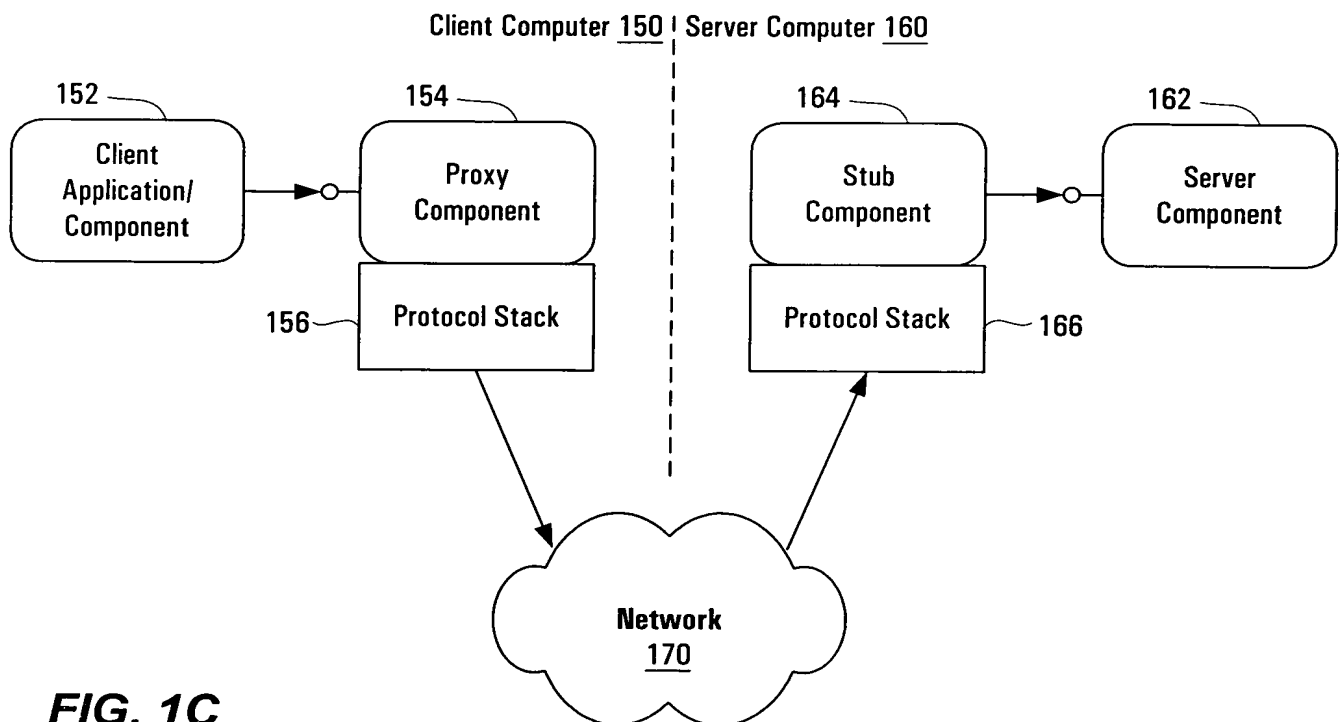 Client Computer 150
Server Computer 160
152
154
164
162
Client
Application/
Component
Proxy
Component
Stub
Component
Server
Component
156
Protocol Stack
Protocol Stack
166
Network
170
FIG. 1C